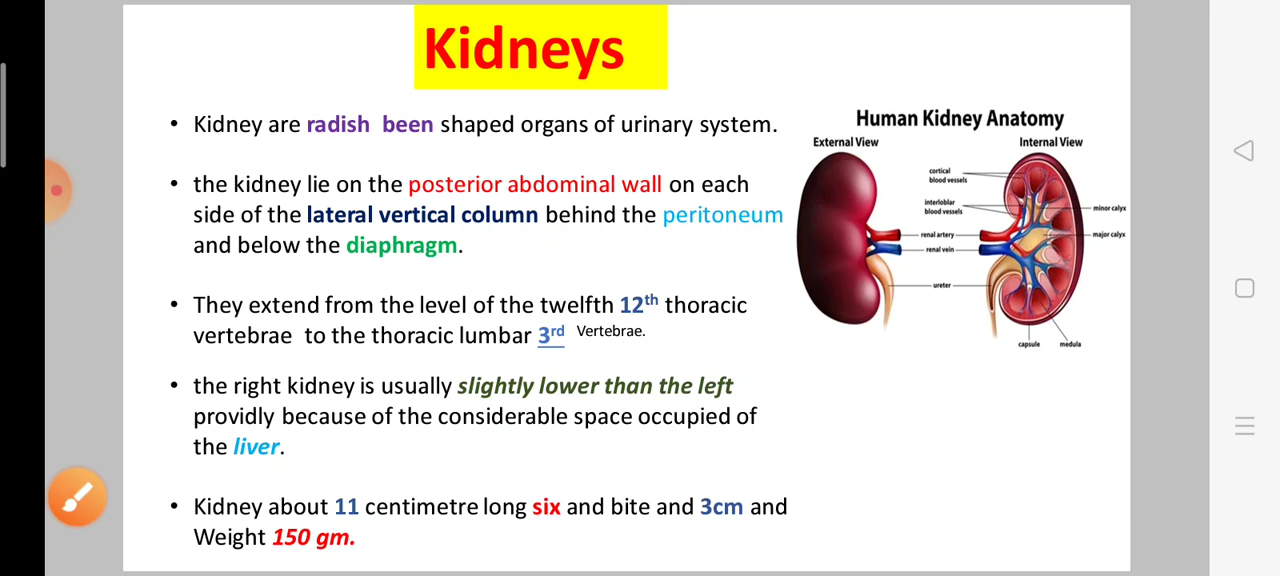 Kidneys
• Kidney are radish been shaped organs of urinary system.
• the kidney lie on the posterior abdominal wall on each
side of the lateral vertical column behind the peritoneum
and below the diaphragm.
• They extend from the level of the twelfth 12th thoracic
vertebrae to the thoracic lumbar 3rd Vertebrae.
• the right kidney is usually slightly lower than the left
providly because of the considerable space occupied of
the liver.
• Kidney about 11 centimetre long six and bite and 3cm and
Weight 150 gm.
Human Kidney Anatomy
External View
Internal View
cortical
blood vessels
interloblar
blood vessels
minor calyx
renal artery
major calyx
renal vein
ureter
capsule
medula